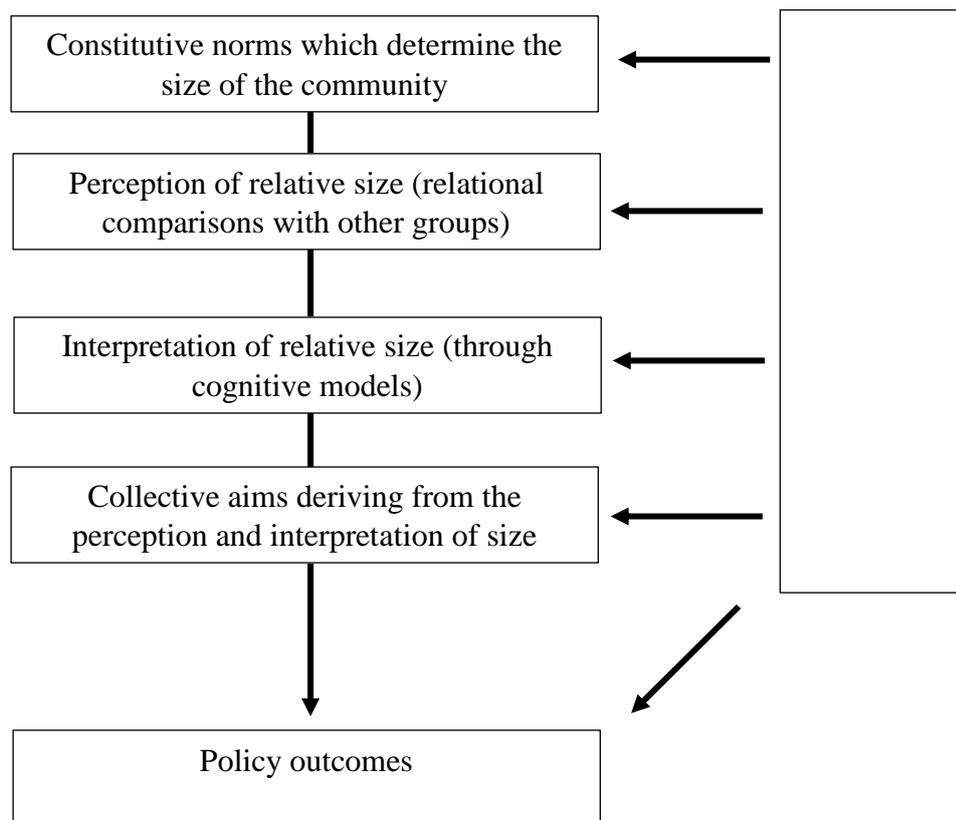 Constitutive norms which determine the
size of the community
Perception of relative size (relational
comparisons with other groups)
Interpretation of relative size (through
cognitive models)
Collective aims deriving from the
perception and interpretation of size
Policy outcomes